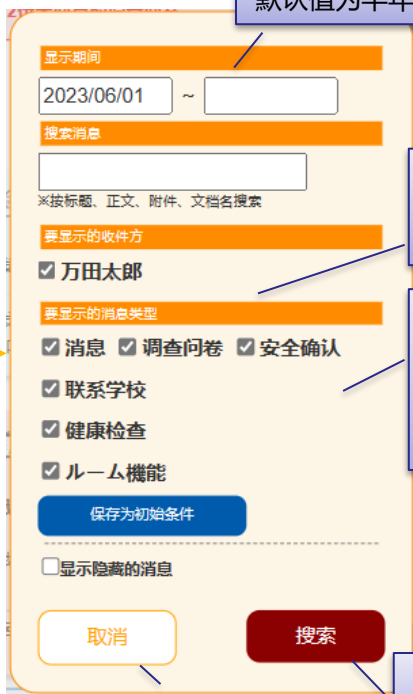 默认值为半年
显示期间
2023/06/01 ~
搜索消息
※按标题、正文、附件、文档名搜索
要显示的收件方
万田太郎
要显示的消息类型
消息 调查问卷 安全确认
联系学校
健康检查
ルーム機能
保存为初始条件
显示隐藏的消息
取消 搜索